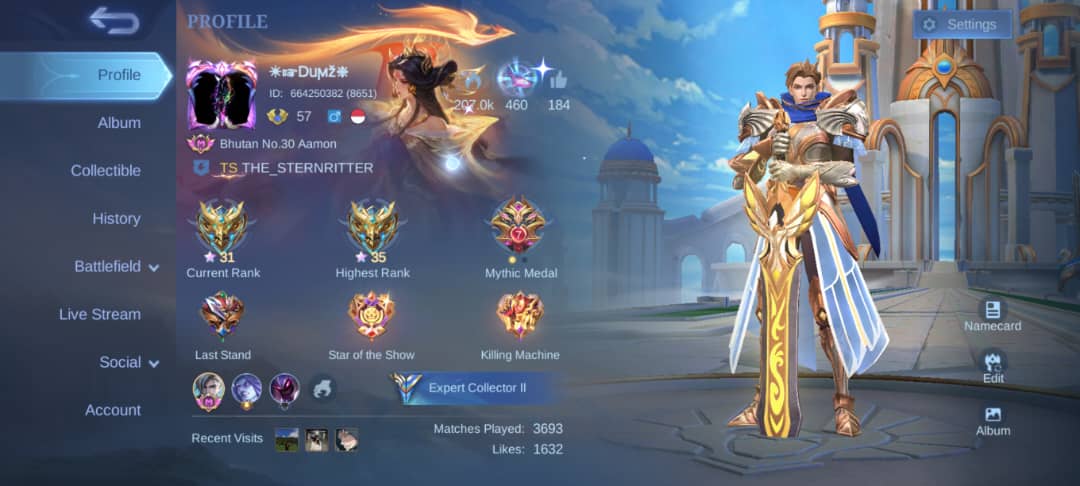 PROFILE
Settings
Profile
Album
Collectible
History
Battlefield
Live Stream
Social
Account
☀☞Duмž❈
ID: 664250382 (8651)
57
207.0k
460
184
Bhutan No.30 Aamon
TS THE_STERNRITTER
31
35
7
Current Rank
Highest Rank
Mythic Medal
Last Stand
Star of the Show
Killing Machine
Expert Collector II
Recent Visits
Matches Played: 3693
Likes: 1632
Namecard
Edit
Album